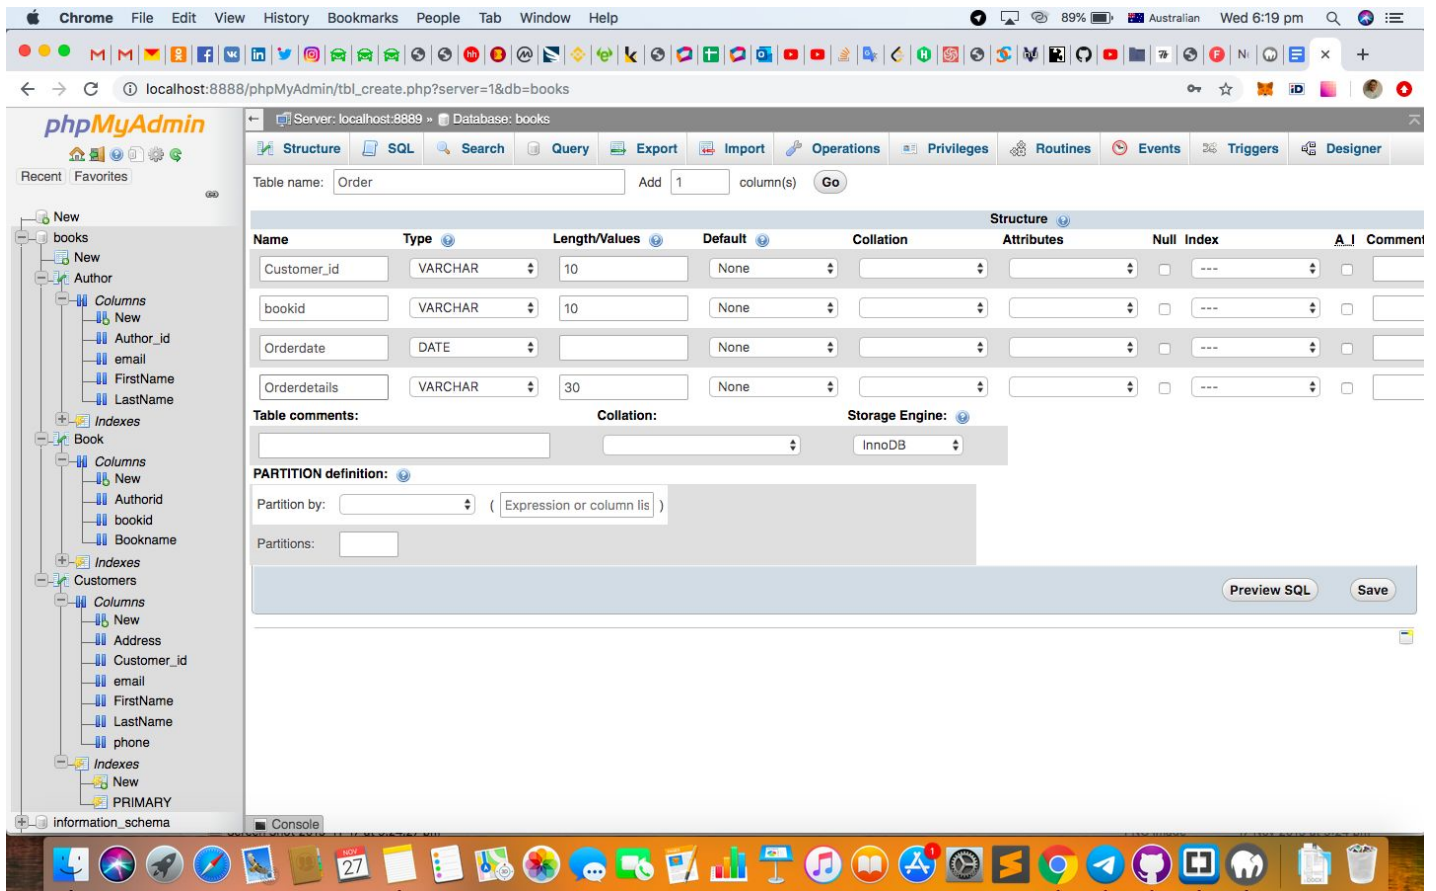 Chrome File Edit View History Bookmarks People Tab Window Help 89% Australian Wed 6:19 pm
localhost:8888/phpMyAdmin/tbl_create.php?server=1&db=books
phpMyAdmin
Recent Favorites
New
books
New
Author
Columns
New
Author_id
email
FirstName
LastName
Indexes
Book
Columns
New
Authorid
bookid
Bookname
Indexes
Customers
Columns
New
Address
Customer_id
email
FirstName
LastName
phone
Indexes
New
PRIMARY
information_schema
Server: localhost:8889 » Database: books
Structure SQL Search Query Export Import Operations Privileges Routines Events Triggers Designer
Table name: Order Add 1 column(s) Go
Structure
Name Type Length/Values Default Collation Attributes Null Index A_I Comment
Customer_id VARCHAR 10 None ---
bookid VARCHAR 10 None ---
Orderdate DATE None ---
Orderdetails VARCHAR 30 None ---
Table comments: Collation: Storage Engine:
InnoDB
PARTITION definition:
Partition by: ( Expression or column lis )
Partitions:
Preview SQL Save
Console
NOV
27